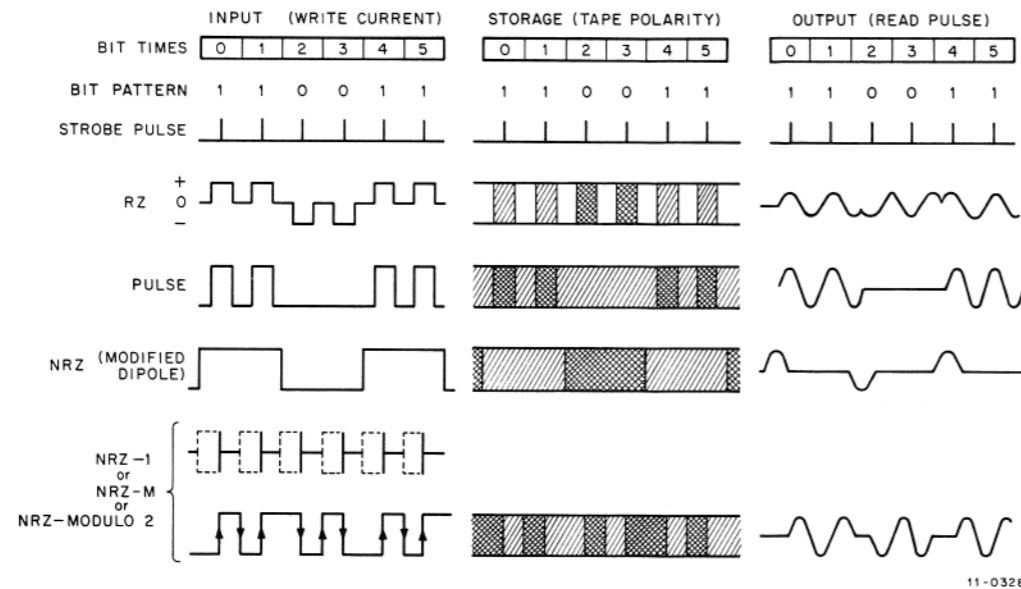 INPUT (WRITE CURRENT) STORAGE (TAPE POLARITY) OUTPUT (READ PULSE)
BIT TIMES 0 1 2 3 4 5 0 1 2 3 4 5 0 1 2 3 4 5
BIT PATTERN 1 1 0 0 1 1 1 1 0 0 1 1 1 1 0 0 1 1
STROBE PULSE
+
RZ 0
−
PULSE
NRZ (MODIFIED
DIPOLE)
NRZ−1
or
NRZ−M
or
NRZ−MODULO 2
11-0328